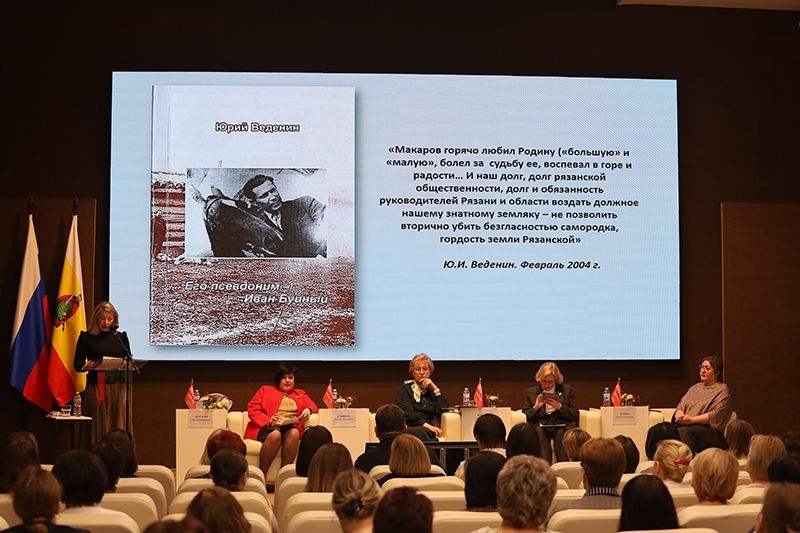 Юрий Веденин
Его псевдоним –
Иван Буйный
«Макаров горячо любил Родину («большую» и
«малую», болел за судьбу ее, воспевал в горе и
радости... И наш долг, долг рязанской
общественности, долг и обязанность
руководителей Рязани и области воздать должное
нашему знатному земляку – не позволить
вторично убить безгласностью самородка,
гордость земли Рязанской»
Ю.И. Веденин. Февраль 2004 г.